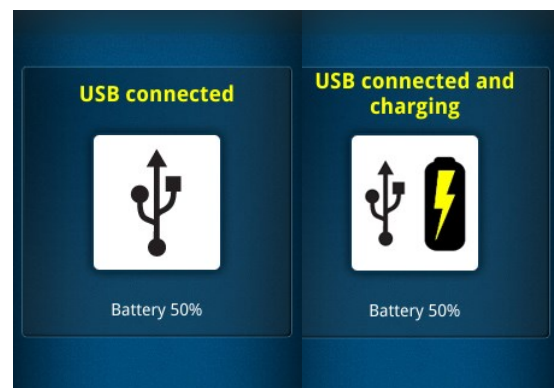 USB connected
Battery 50%
USB connected and
charging
Battery 50%